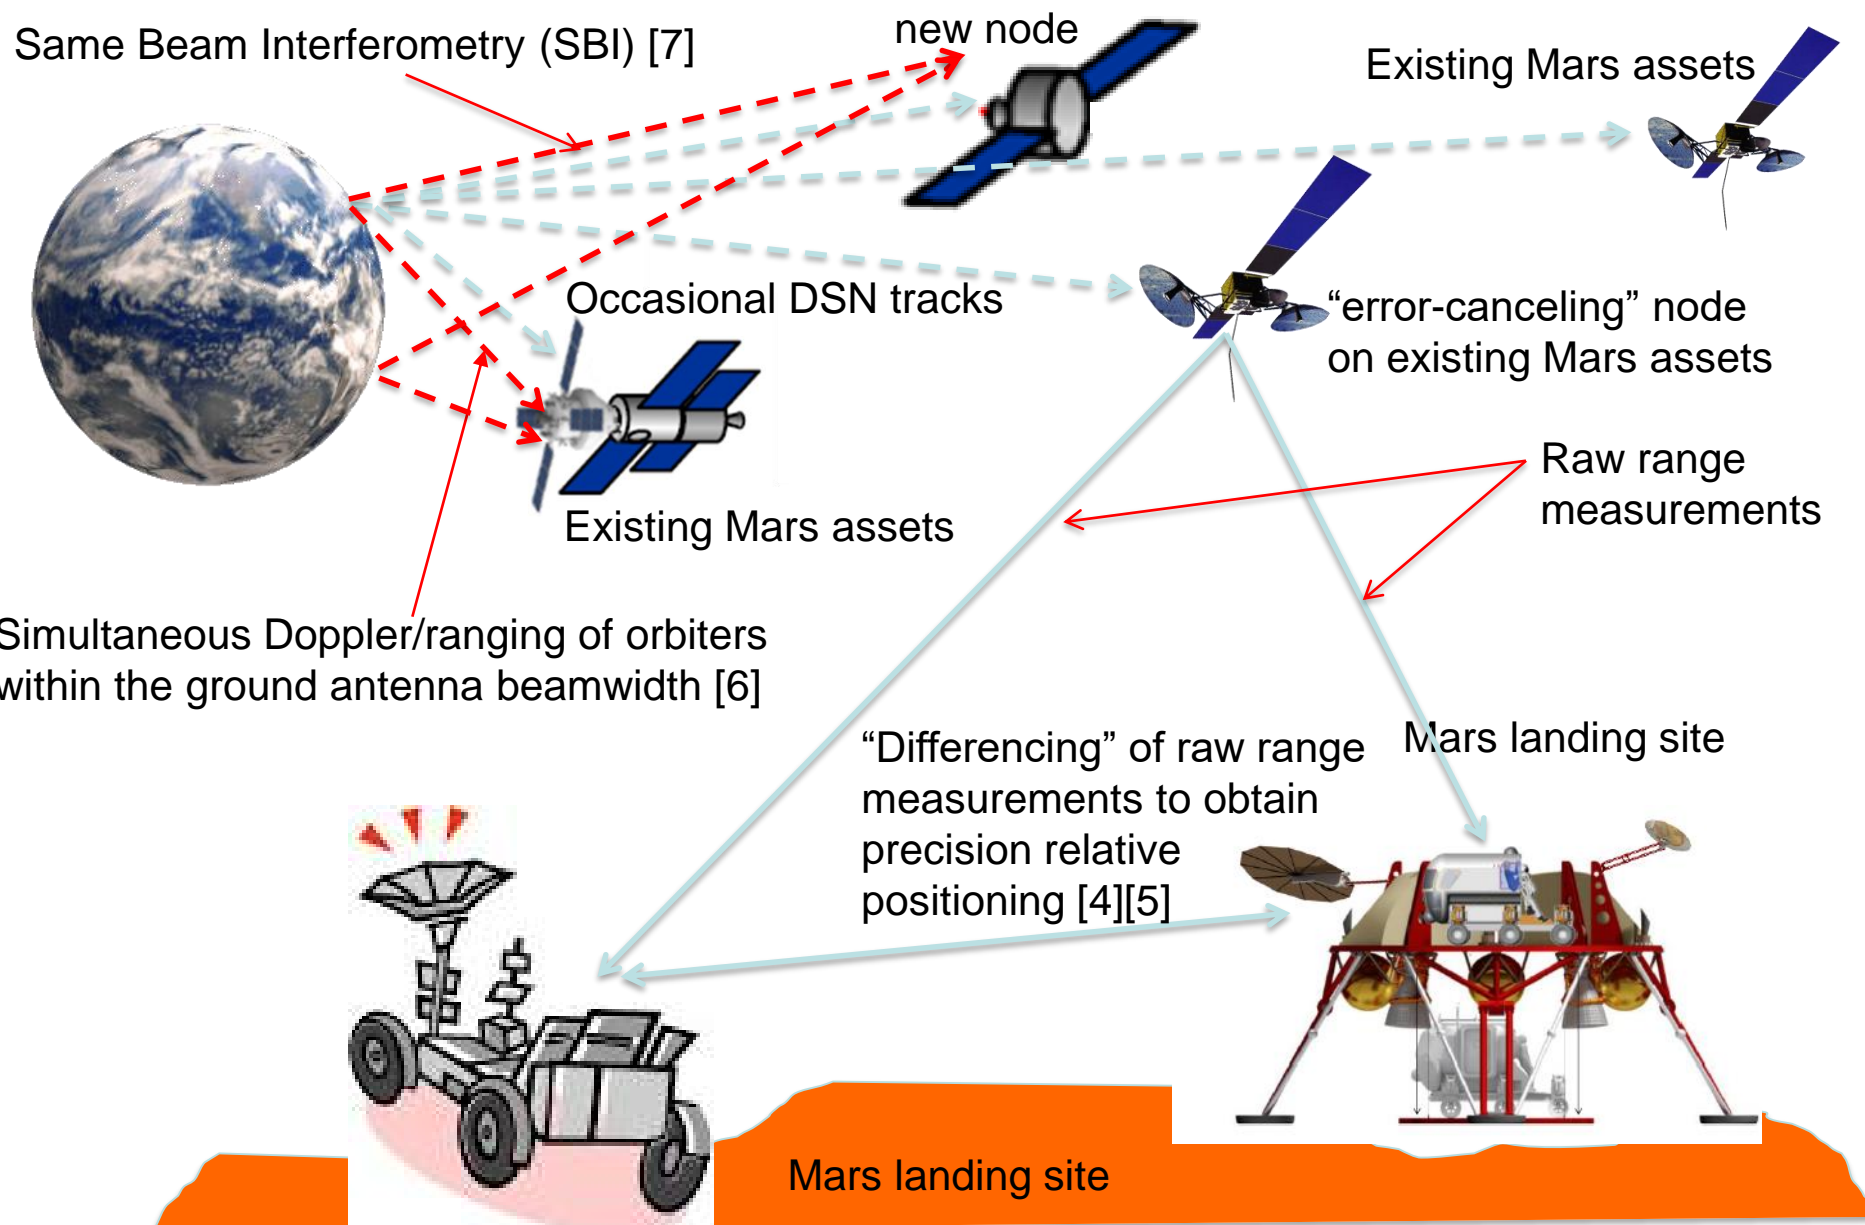 Same Beam Interferometry (SBI) [7]
new node
Existing Mars assets
Occasional DSN tracks
“error-canceling” node
on existing Mars assets
Existing Mars assets
Raw range
measurements
Simultaneous Doppler/ranging of orbiters
within the ground antenna beamwidth [6]
“Differencing” of raw range
measurements to obtain
precision relative
positioning [4][5]
Mars landing site
Mars landing site